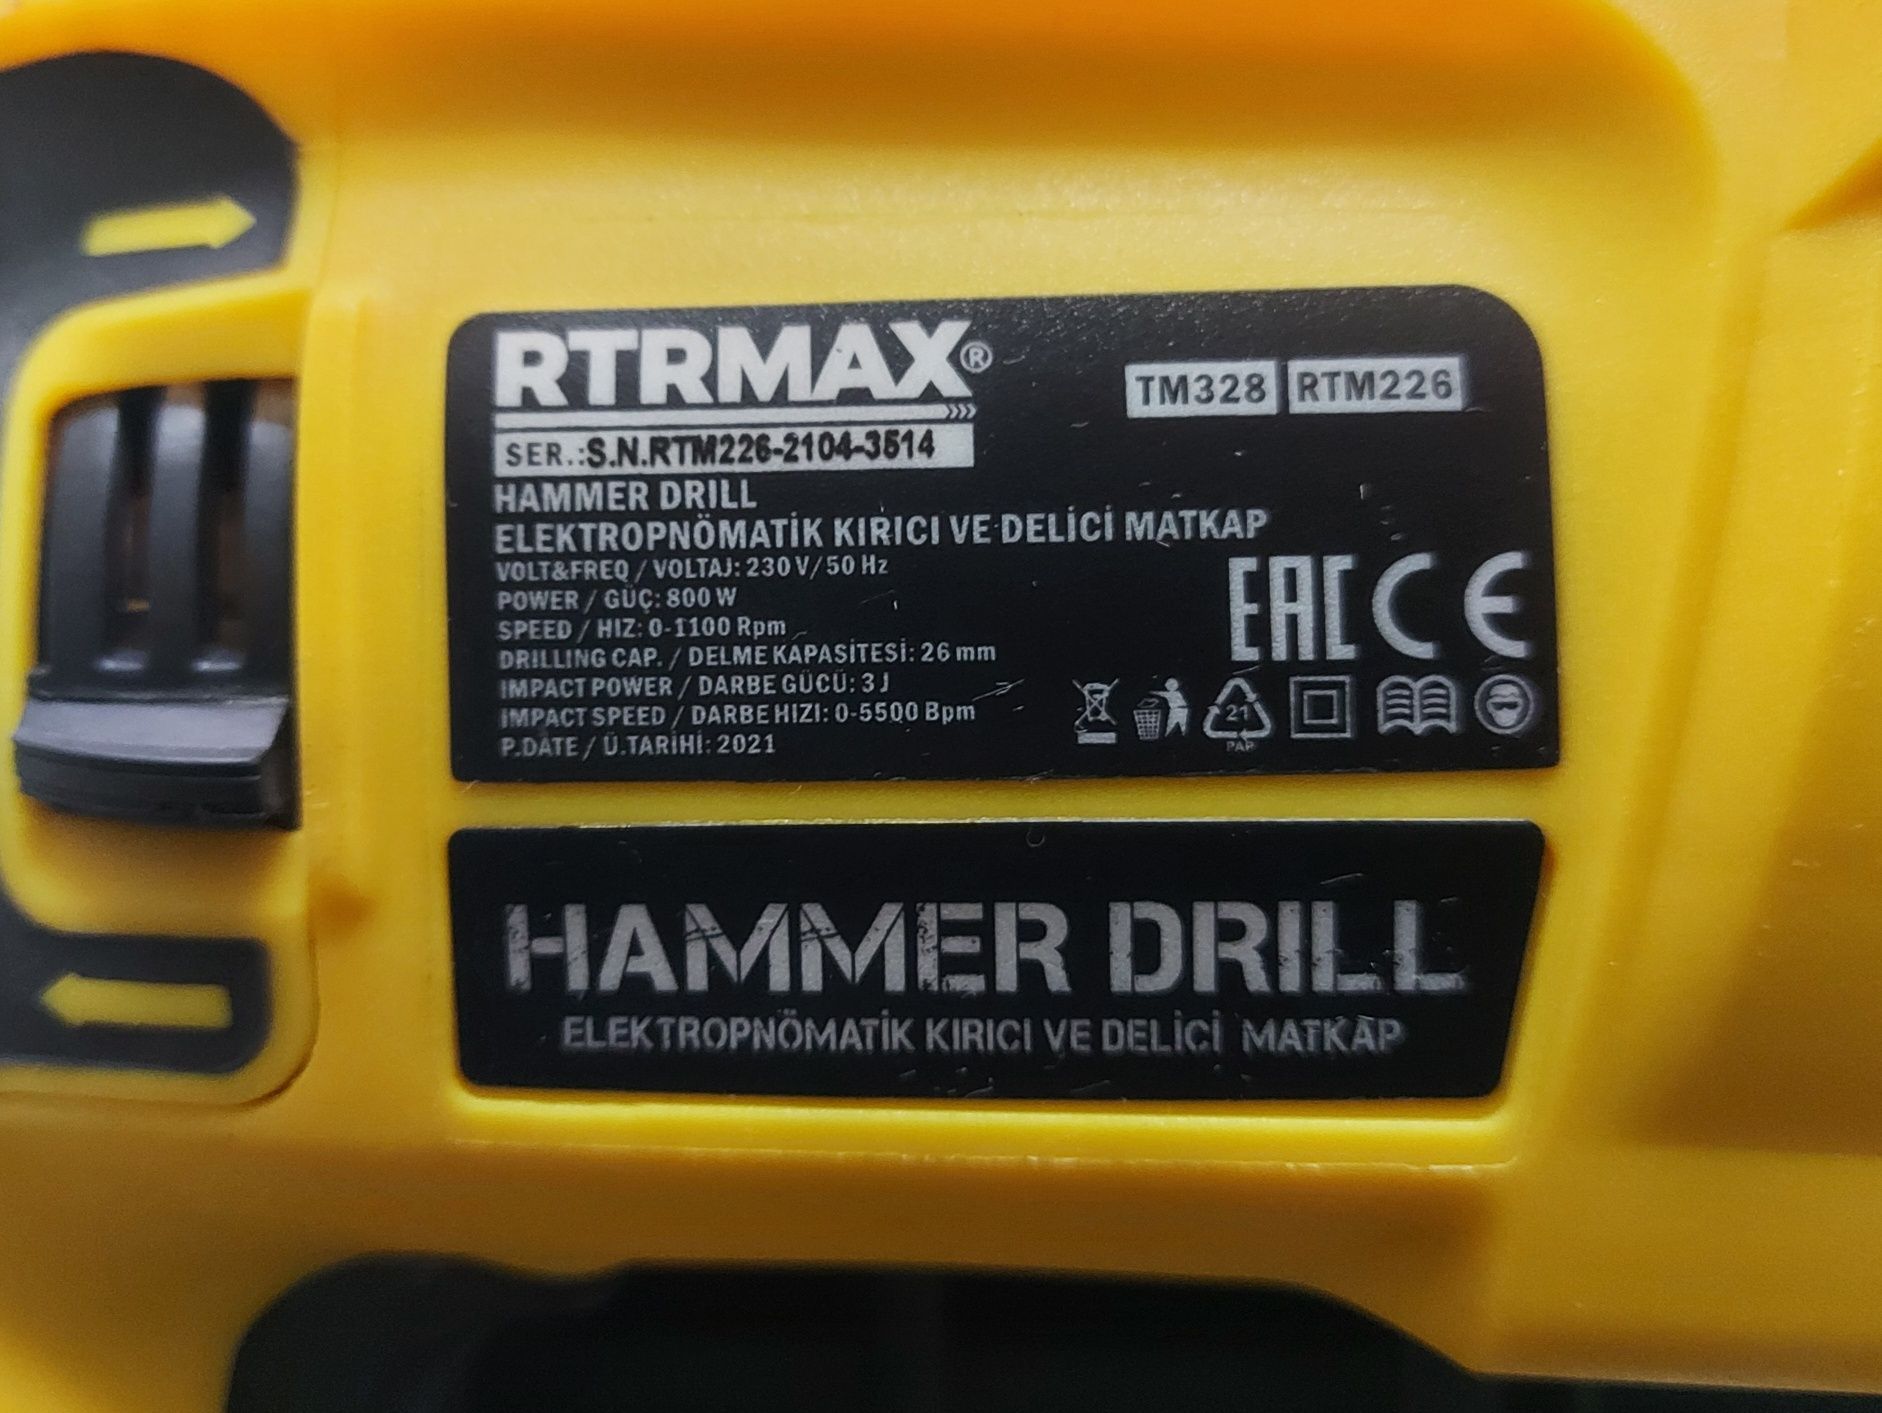 RTRMAX®
TM328 RTM226
SER.:S.N.RTM226-2104-3514
HAMMER DRILL
ELEKTROPNÖMATİK KIRICI VE DELİCİ MATKAP
VOLT&FREQ / VOLTAJ: 230 V/ 50 Hz
POWER / GÜÇ: 800 W
SPEED / HIZ: 0-1100 Rpm
DRILLING CAP. / DELME KAPASİTESİ: 26 mm
IMPACT POWER / DARBE GÜCÜ: 3 J
IMPACT SPEED / DARBE HIZI: 0-5500 Bpm
P.DATE / Ü.TARİHİ: 2021
EAC CE
21
PAP
HAMMER DRILL
ELEKTROPNÖMATİK KIRICI VE DELİCİ MATKAP